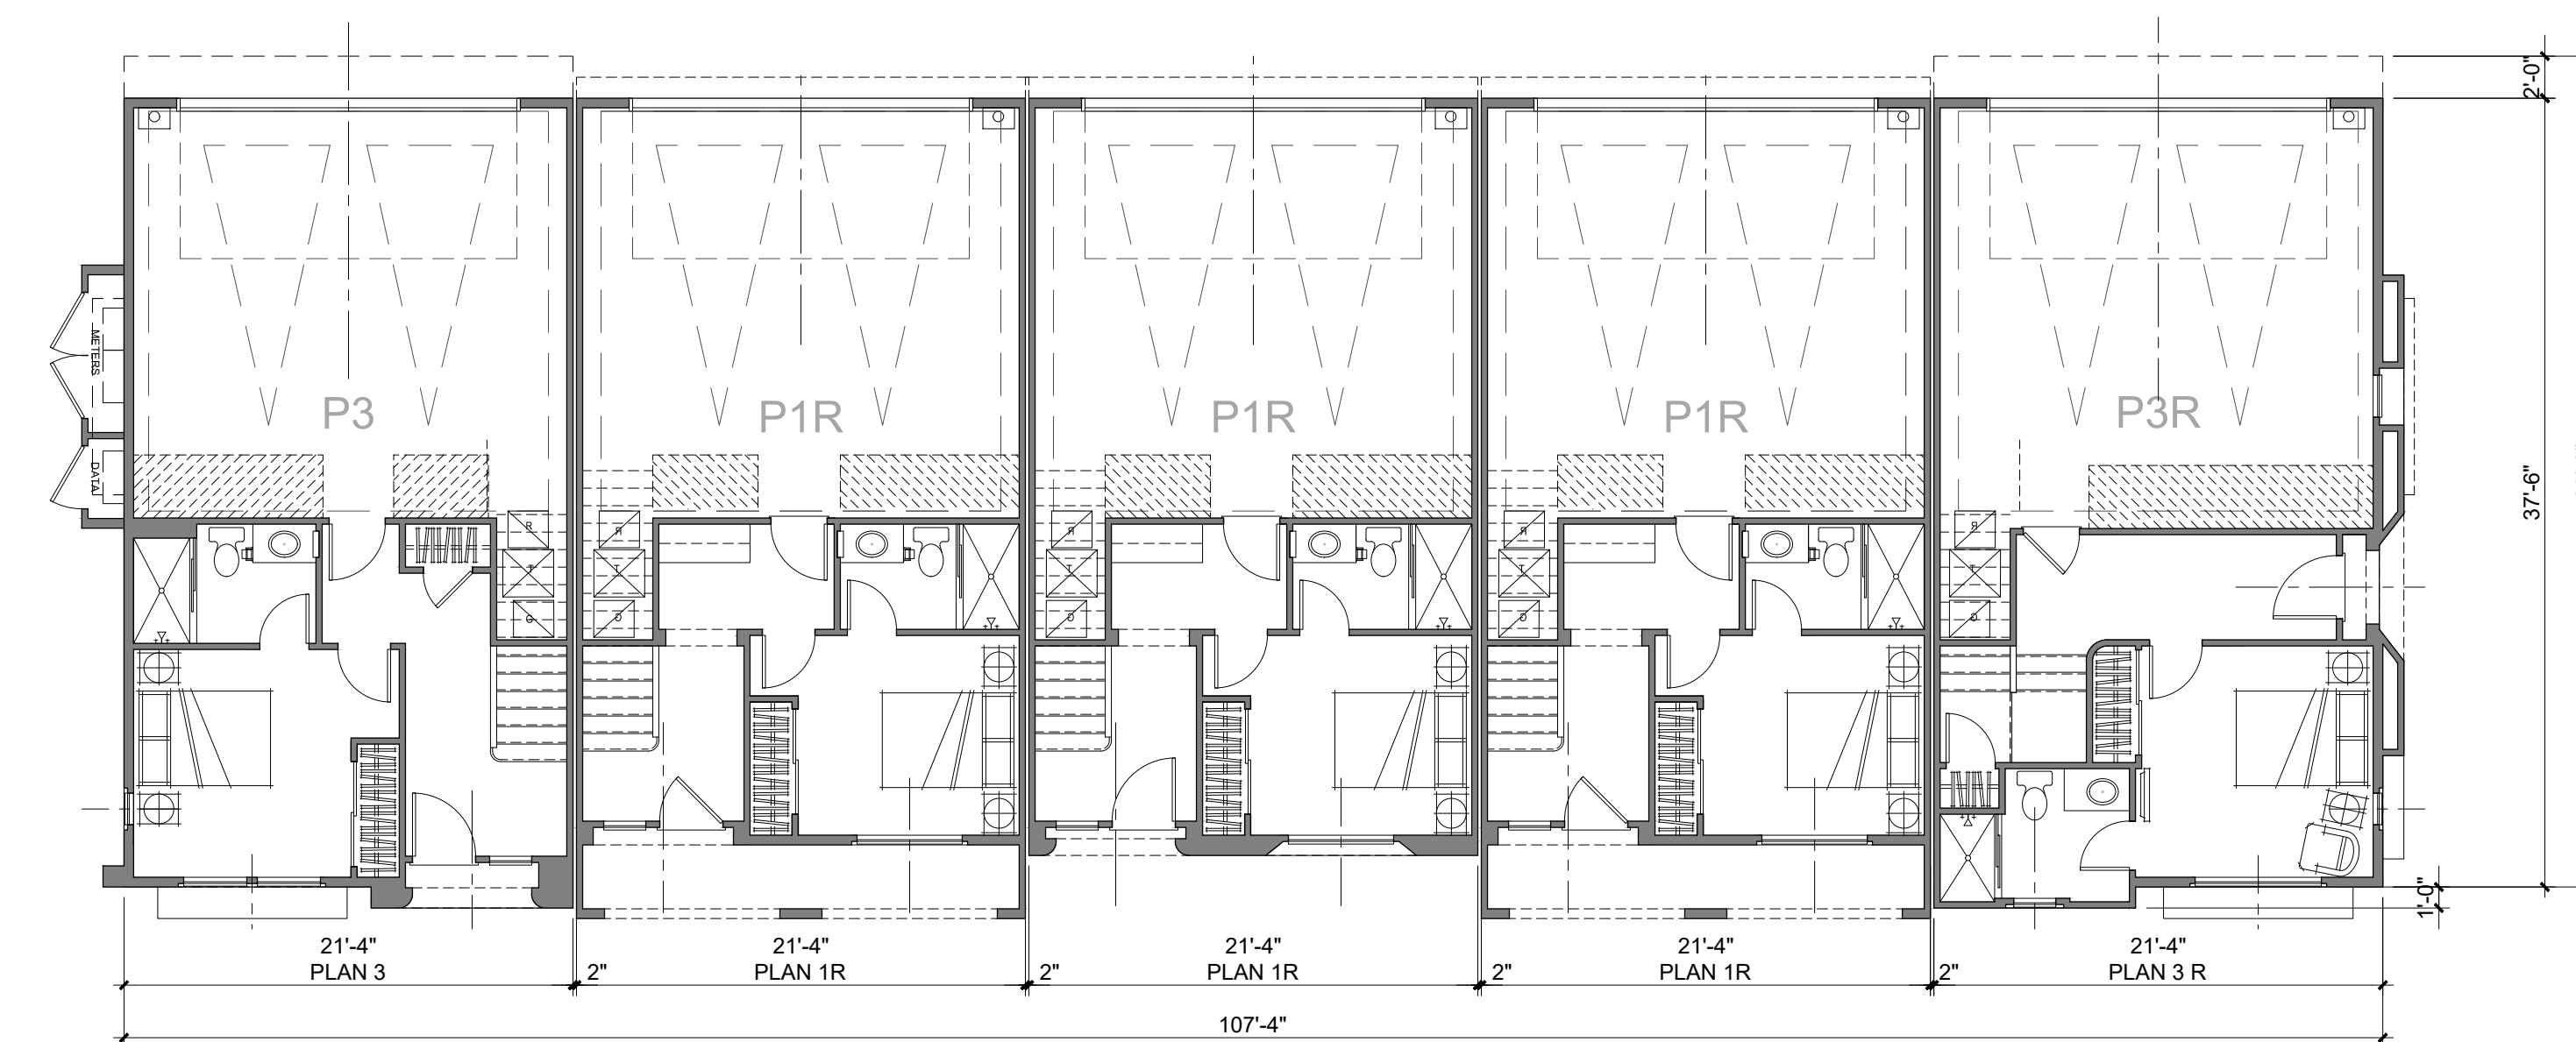 2'-0"
METERS
DATA
P3
P1R
P1R
P1R
P3R
37'-6"
R
T
G
R
T
G
R
T
G
R
T
G
R
T
G
1'-0"
21'-4"
PLAN 3
2"
21'-4"
PLAN 1R
2"
21'-4"
PLAN 1R
2"
21'-4"
PLAN 1R
2"
21'-4"
PLAN 3 R
107'-4"